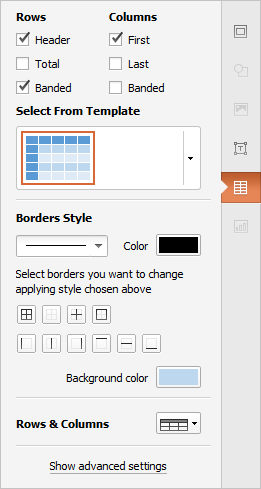 Rows Columns
Header First
Total Last
Banded Banded
Select From Template
Borders Style
Color
Select borders you want to change
applying style chosen above
Background color
Rows & Columns
Show advanced settings